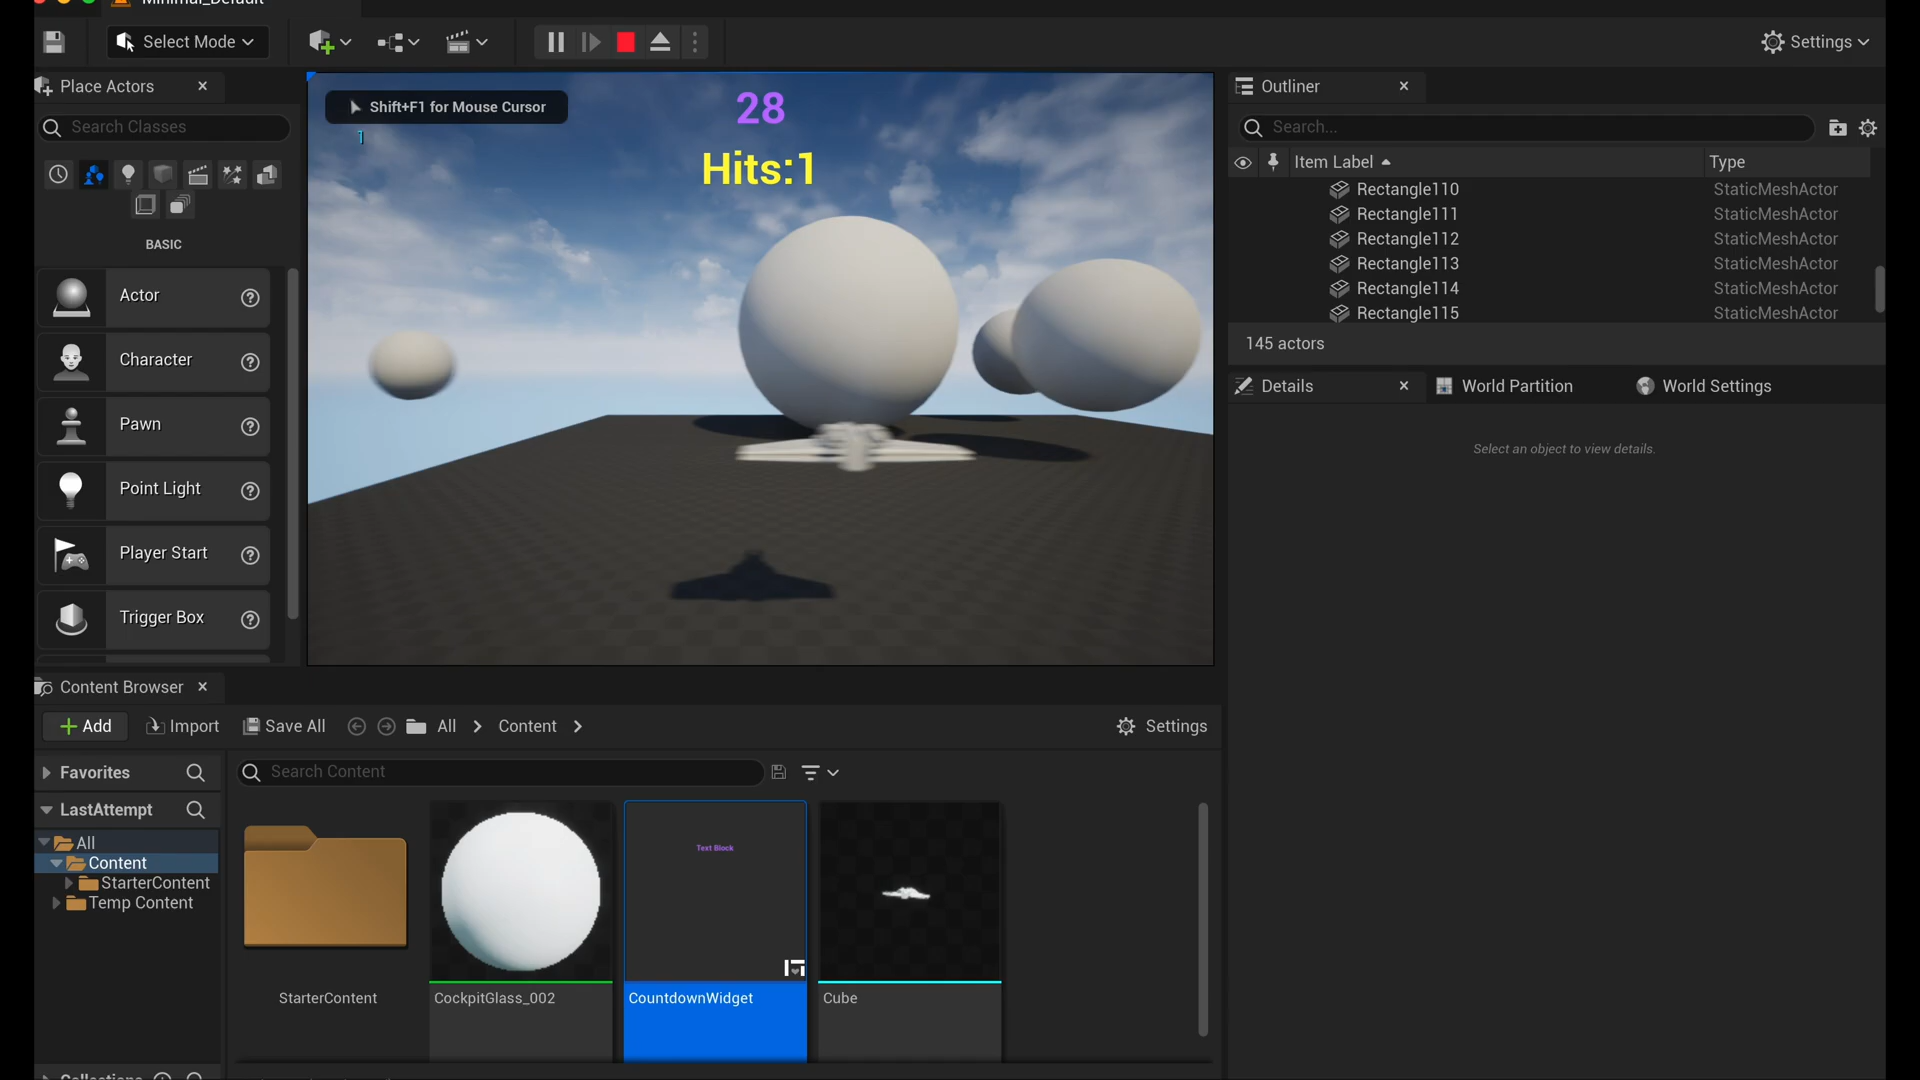 Minimal_Default
Select Mode
Settings
Place Actors
Search Classes
BASIC
Actor
Character
Pawn
Point Light
Player Start
Trigger Box
Shift+F1 for Mouse Cursor
1
28
Hits:1
Outliner
Search...
Item Label
Type
Rectangle110 StaticMeshActor
Rectangle111 StaticMeshActor
Rectangle112 StaticMeshActor
Rectangle113 StaticMeshActor
Rectangle114 StaticMeshActor
Rectangle115 StaticMeshActor
145 actors
Details
World Partition
World Settings
Select an object to view details.
Content Browser
Add
Import
Save All
All
Content
Settings
Favorites
LastAttempt
All
Content
StarterContent
Temp Content
Collections
Search Content
Text Block
StarterContent
CockpitGlass_002
CountdownWidget
Cube